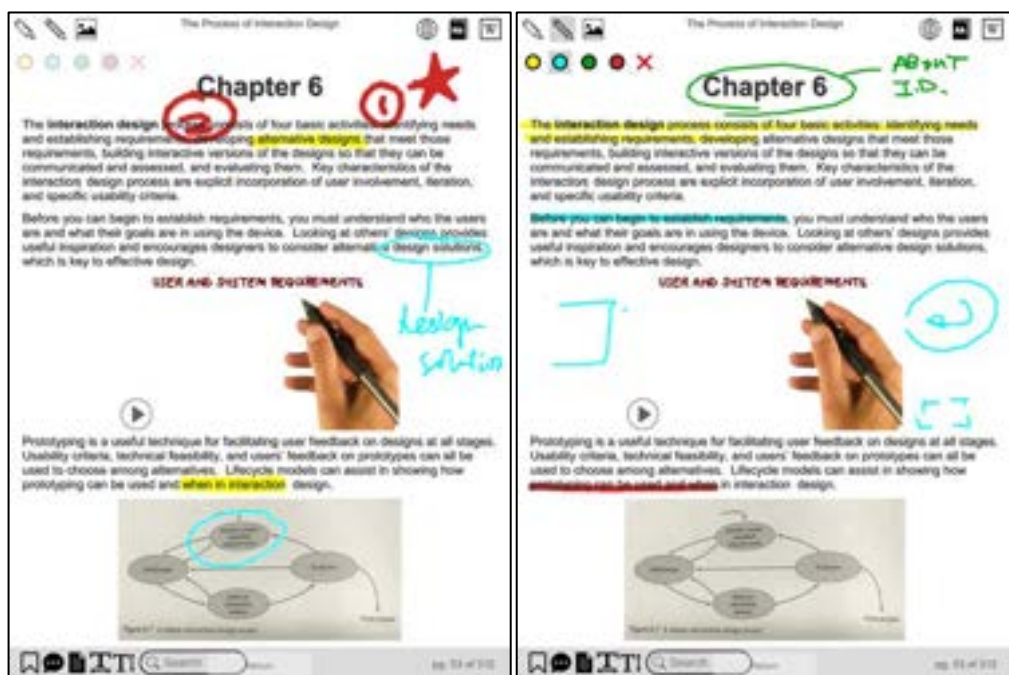 The Process of Interaction Design
Chapter 6
2
1
The interaction design process consists of four basic activities: identifying needs
and establishing requirements, developing alternative designs that meet those
requirements, building interactive versions of the designs so that they can be
communicated and assessed, and evaluating them. Key characteristics of the
interaction design process are explicit incorporation of user involvement, iteration,
and specific usability criteria.
Before you can begin to establish requirements, you must understand who the users
are and what their goals are in using the device. Looking at others' designs provides
useful inspiration and encourages designers to consider alternative design solutions,
which is key to effective design.
USER AND SYSTEM REQUIREMENTS
design
solution
Prototyping is a useful technique for facilitating user feedback on designs at all stages.
Usability criteria, technical feasibility, and users' feedback on prototypes can all be
used to choose among alternatives. Lifecycle models can assist in showing how
prototyping can be used and when in interaction design.
Search
The Process of Interaction Design
Chapter 6
ABOUT
I.D.
The interaction design process consists of four basic activities: identifying needs
and establishing requirements, developing alternative designs that meet those
requirements, building interactive versions of the designs so that they can be
communicated and assessed, and evaluating them. Key characteristics of the
interaction design process are explicit incorporation of user involvement, iteration,
and specific usability criteria.
Before you can begin to establish requirements, you must understand who the users
are and what their goals are in using the device. Looking at others' designs provides
useful inspiration and encourages designers to consider alternative design solutions,
which is key to effective design.
USER AND SYSTEM REQUIREMENTS
Prototyping is a useful technique for facilitating user feedback on designs at all stages.
Usability criteria, technical feasibility, and users' feedback on prototypes can all be
used to choose among alternatives. Lifecycle models can assist in showing how
prototyping can be used and when in interaction design.
Search